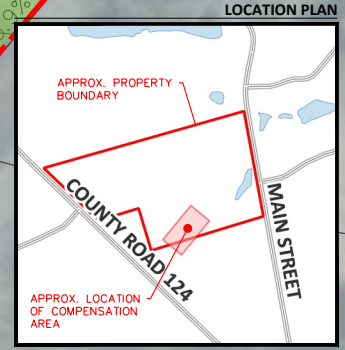 LOCATION PLAN
APPROX. PROPERTY
BOUNDARY
COUNTY ROAD 124
MAIN STREET
APPROX. LOCATION
OF COMPENSATION
AREA